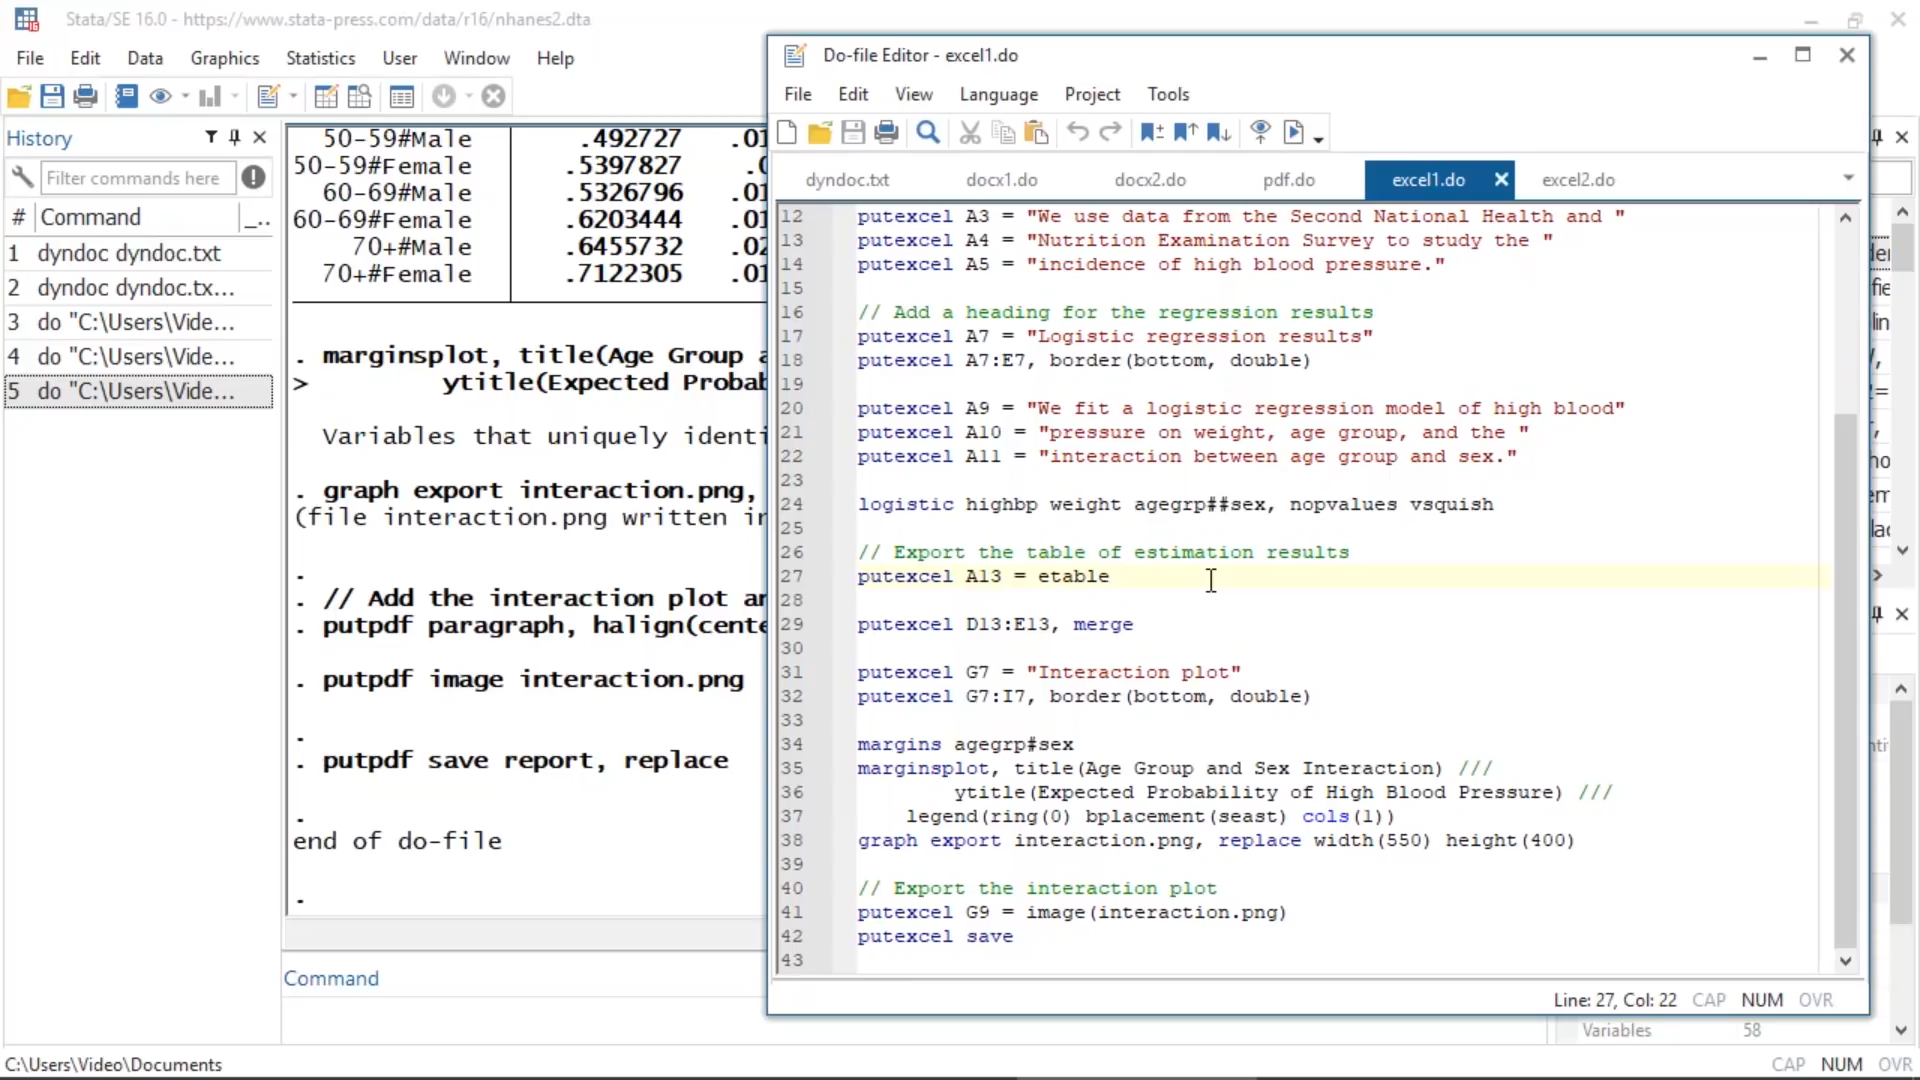 Stata/SE 16.0 - https://www.stata-press.com/data/r16/nhanes2.dta
File Edit Data Graphics Statistics User Window Help
History
Filter commands here
# Command _..
1 dyndoc dyndoc.txt
2 dyndoc dyndoc.tx...
3 do "C:\Users\Vide...
4 do "C:\Users\Vide...
5 do "C:\Users\Vide...
50-59#Male .492727 .01
50-59#Female .5397827 .0
60-69#Male .5326796 .01
60-69#Female .6203444 .01
70+#Male .6455732 .02
70+#Female .7122305 .01
. marginsplot, title(Age Group a
> ytitle(Expected Probab
Variables that uniquely identi
. graph export interaction.png,
(file interaction.png written in
.
. // Add the interaction plot an
. putpdf paragraph, halign(cente
. putpdf image interaction.png
.
. putpdf save report, replace
.
end of do-file
.
Command
Do-file Editor - excel1.do
File Edit View Language Project Tools
dyndoc.txt docx1.do docx2.do pdf.do excel1.do excel2.do
12 putexcel A3 = "We use data from the Second National Health and "
13 putexcel A4 = "Nutrition Examination Survey to study the "
14 putexcel A5 = "incidence of high blood pressure."
15
16 // Add a heading for the regression results
17 putexcel A7 = "Logistic regression results"
18 putexcel A7:E7, border(bottom, double)
19
20 putexcel A9 = "We fit a logistic regression model of high blood"
21 putexcel A10 = "pressure on weight, age group, and the "
22 putexcel A11 = "interaction between age group and sex."
23
24 logistic highbp weight agegrp##sex, nopvalues vsquish
25
26 // Export the table of estimation results
27 putexcel A13 = etable
28
29 putexcel D13:E13, merge
30
31 putexcel G7 = "Interaction plot"
32 putexcel G7:I7, border(bottom, double)
33
34 margins agegrp#sex
35 marginsplot, title(Age Group and Sex Interaction) ///
36 ytitle(Expected Probability of High Blood Pressure) ///
37 legend(ring(0) bplacement(seast) cols(1))
38 graph export interaction.png, replace width(550) height(400)
39
40 // Export the interaction plot
41 putexcel G9 = image(interaction.png)
42 putexcel save
43
Line: 27, Col: 22 CAP NUM OVR
Variables 58
C:\Users\Video\Documents
CAP NUM OVR